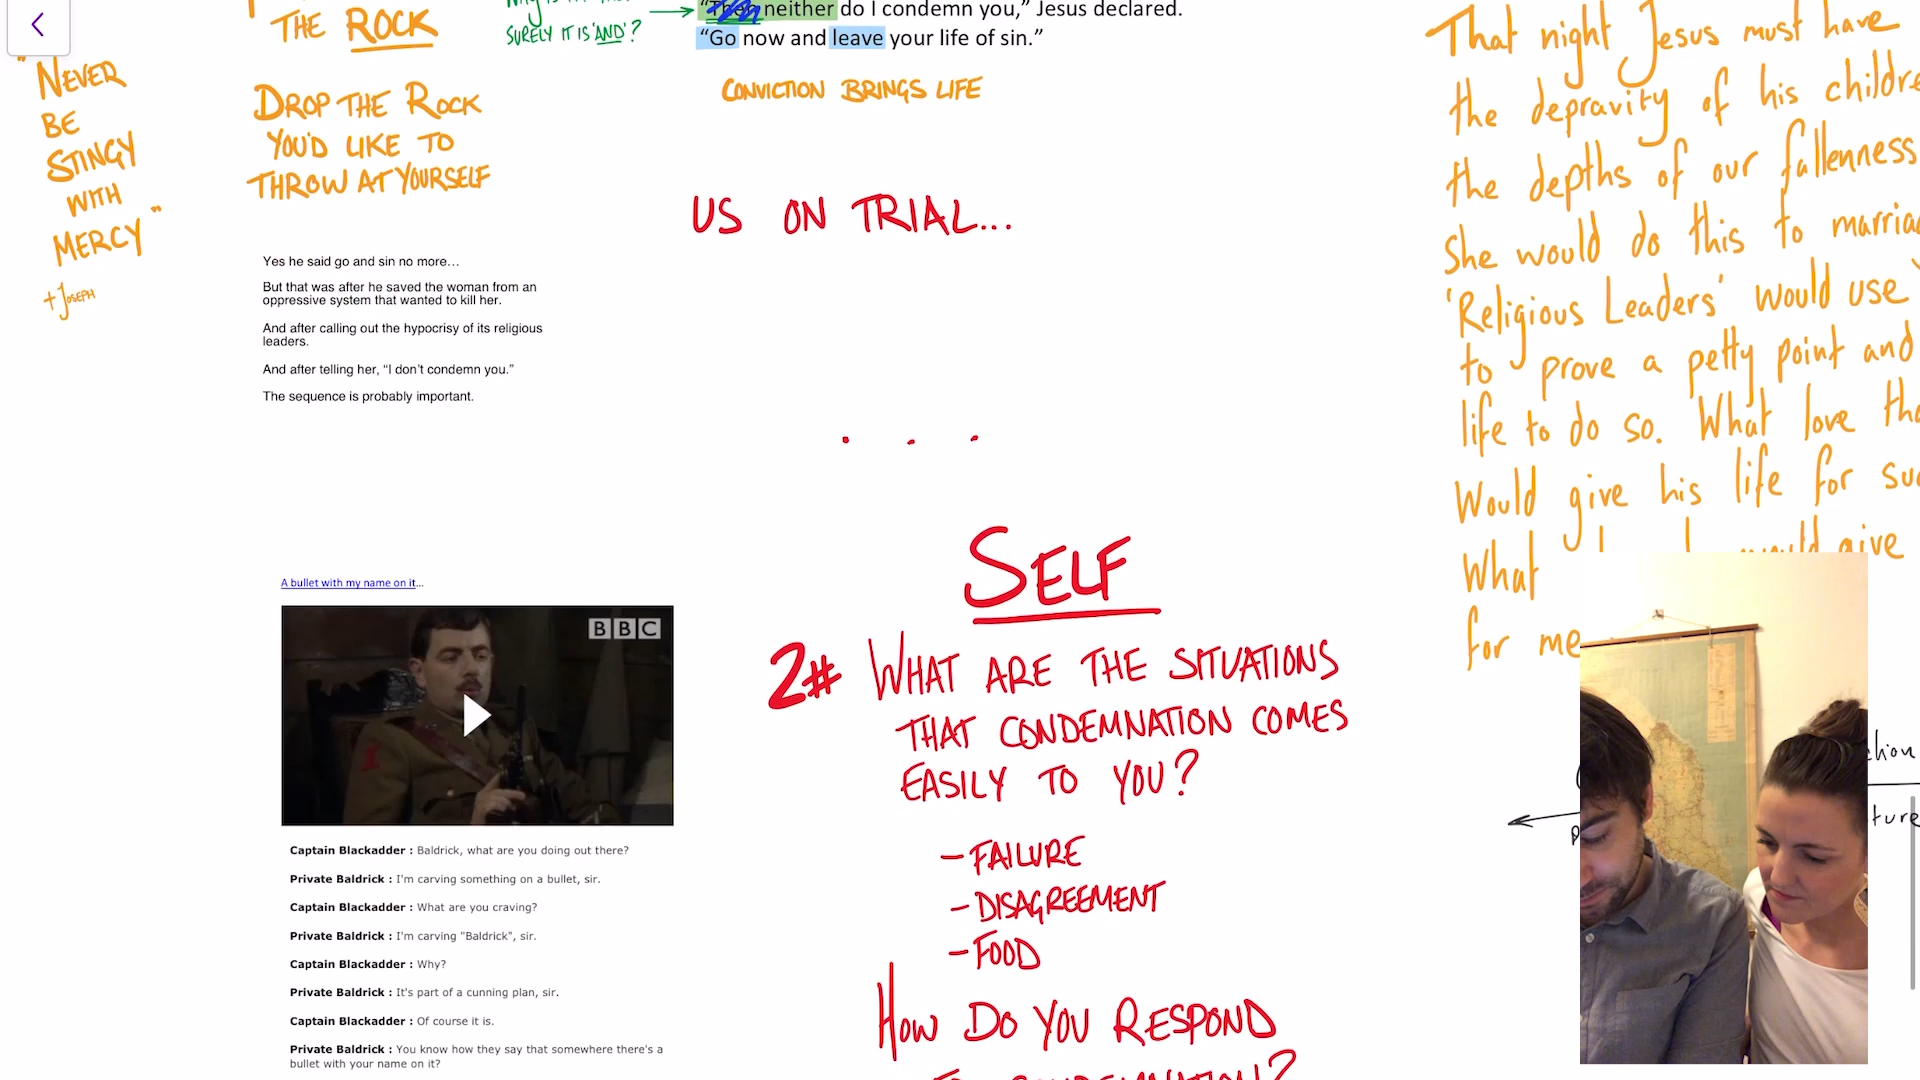 THE ROCK
DROP THE ROCK
YOU'D LIKE TO
THROW AT YOURSELF
"NEVER
BE
STINGY
WITH
MERCY"
+JOSEPH
SURELY IT IS 'AND'?
"Then neither do I condemn you," Jesus declared.
"Go now and leave your life of sin."
CONVICTION BRINGS LIFE
US ON TRIAL...
Yes he said go and sin no more…
But that was after he saved the woman from an
oppressive system that wanted to kill her.
And after calling out the hypocrisy of its religious
leaders.
And after telling her, "I don't condemn you."
The sequence is probably important.
. . .
A bullet with my name on it...
BBC
Captain Blackadder : Baldrick, what are you doing out there?
Private Baldrick : I'm carving something on a bullet, sir.
Captain Blackadder : What are you craving?
Private Baldrick : I'm carving "Baldrick", sir.
Captain Blackadder : Why?
Private Baldrick : It's part of a cunning plan, sir.
Captain Blackadder : Of course it is.
Private Baldrick : You know how they say that somewhere there's a
bullet with your name on it?
SELF
2# WHAT ARE THE SITUATIONS
THAT CONDEMNATION COMES
EASILY TO YOU?
- FAILURE
- DISAGREEMENT
- FOOD
HOW DO YOU RESPOND
That night Jesus must have
the depravity of his
the depths of our fallenness
She would do this to
'Religious Leaders' would use
to prove a petty point and
life to do so. What love
Would give his life for
What give
for me